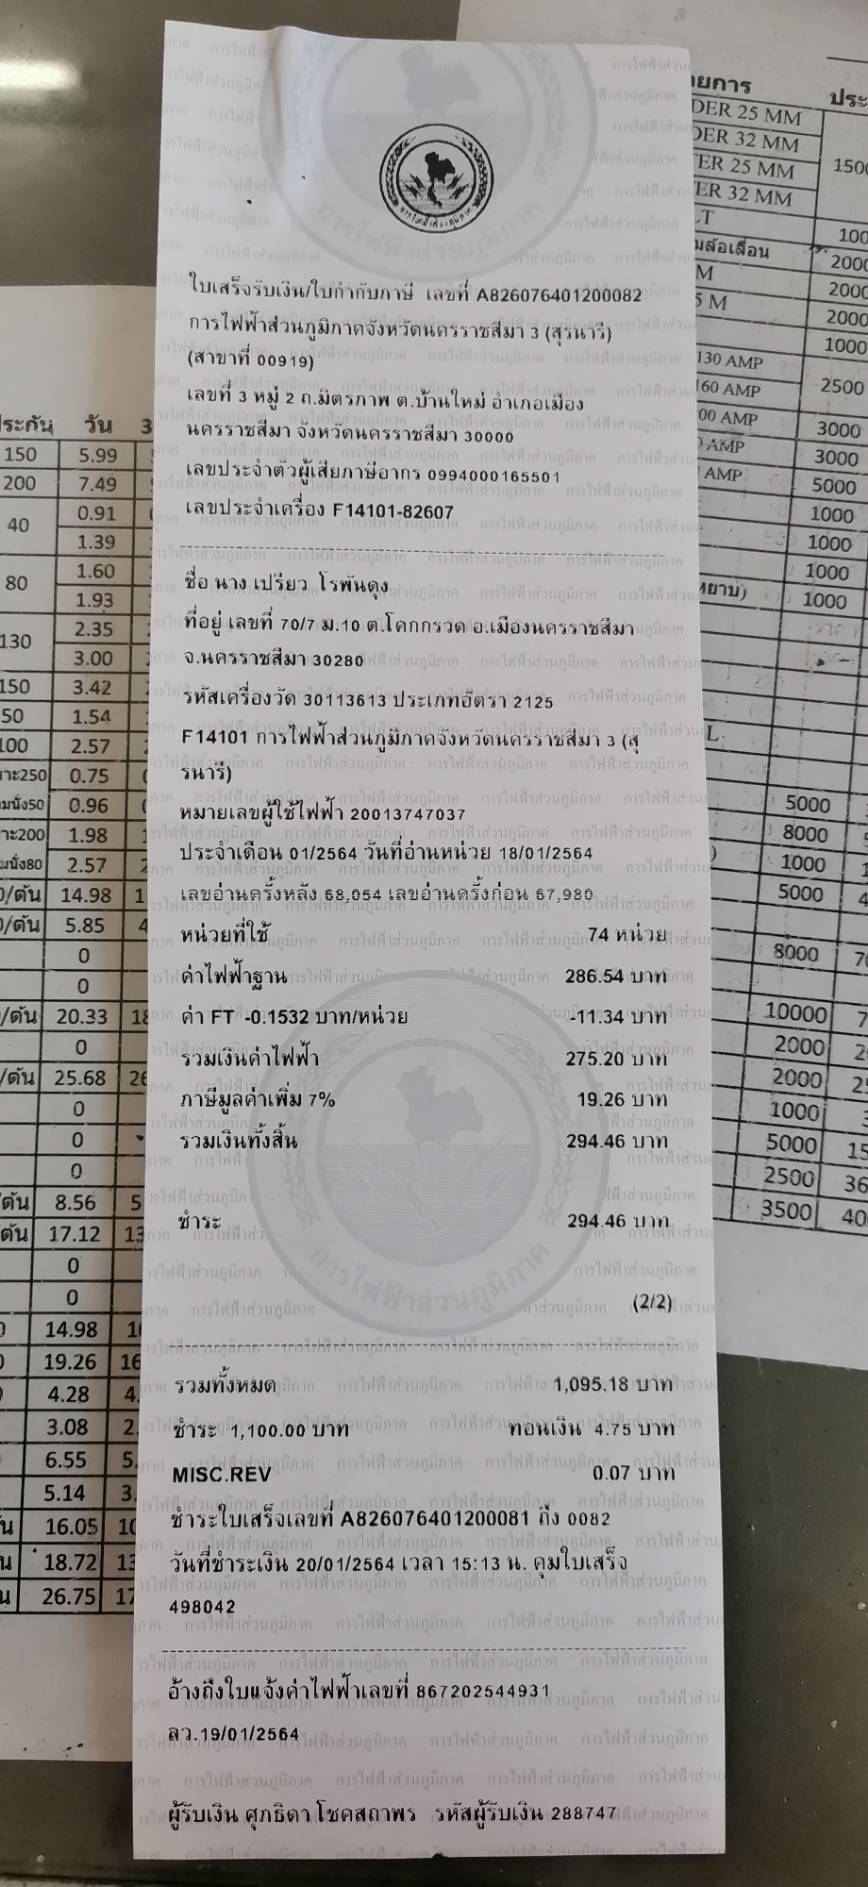 การไฟฟ้าส่วนภูมิภาค
ใบเสร็จรับเงิน/ใบกำกับภาษี เลขที่ A826076401200082
การไฟฟ้าส่วนภูมิภาคจังหวัดนครราชสีมา 3 (สุรนารี)
(สาขาที่ 00919)
เลขที่ 3 หมู่ 2 ถ.มิตรภาพ ต.บ้านใหม่ อำเภอเมือง
นครราชสีมา จังหวัดนครราชสีมา 30000
เลขประจำตัวผู้เสียภาษีอากร 0994000165501
เลขประจำเครื่อง F14101-82607
ชื่อ นาง เปรียว โรพันดุง
ที่อยู่ เลขที่ 70/7 ม.10 ต.โคกกรวด อ.เมืองนครราชสีมา
จ.นครราชสีมา 30280
รหัสเครื่องวัด 30113613 ประเภทอัตรา 2125
F14101 การไฟฟ้าส่วนภูมิภาคจังหวัดนครราชสีมา 3 (สุ
รนารี)
หมายเลขผู้ใช้ไฟฟ้า 20013747037
ประจำเดือน 01/2564 วันที่อ่านหน่วย 18/01/2564
เลขอ่านครั้งหลัง 68,054 เลขอ่านครั้งก่อน 67,980
หน่วยที่ใช้ 74 หน่วย
ค่าไฟฟ้าฐาน 286.54 บาท
ค่า FT -0.1532 บาท/หน่วย -11.34 บาท
รวมเงินค่าไฟฟ้า 275.20 บาท
ภาษีมูลค่าเพิ่ม 7% 19.26 บาท
รวมเงินทั้งสิ้น 294.46 บาท
ชำระ 294.46 บาท
(2/2)
รวมทั้งหมด 1,095.18 บาท
ชำระ 1,100.00 บาท ทอนเงิน 4.75 บาท
MISC.REV 0.07 บาท
ชำระใบเสร็จเลขที่ A826076401200081 ถึง 0082
วันที่ชำระเงิน 20/01/2564 เวลา 15:13 น. คุมใบเสร็จ
498042
อ้างถึงใบแจ้งค่าไฟฟ้าเลขที่ 867202544931
ลว.19/01/2564
ผู้รับเงิน ศุภธิดา โชคสถาพร รหัสผู้รับเงิน 288747
ประกัน วัน 3
150 5.99
200 7.49
40 0.91
1.39
80 1.60
1.93
130 2.35
3.00
150 3.42
50 1.54
100 2.57
250 0.75
50 0.96
200 1.98
80 2.57
/ตัน 14.98
/ตัน 5.85
0
0
/ตัน 20.33
0
/ตัน 25.68
0
0
0
/ตัน 8.56
/ตัน 17.12
0
0
14.98
19.26
4.28
3.08
6.55
5.14
16.05
18.72
26.75
DER 25 MM
DER 32 MM
TER 25 MM
ER 32 MM
100
2000
M 2000
5 M 2000
1000
130 AMP
160 AMP 2500
00 AMP 3000
AMP 3000
AMP 5000
1000
1000
1000
1000
5000
8000
1000
5000
8000
10000
2000
2000
1000
5000
2500
3500